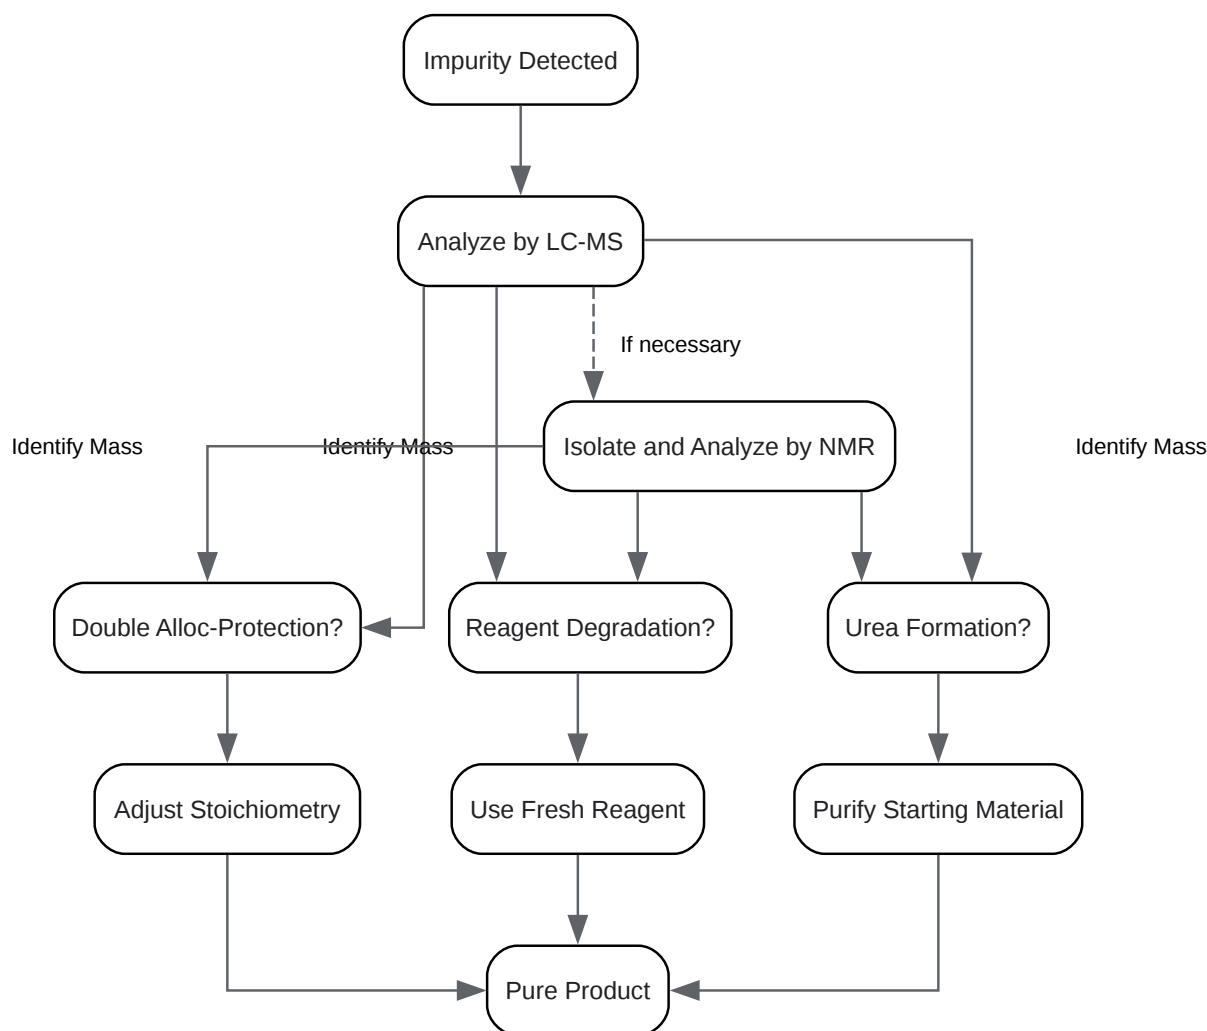 Impurity Detected
Analyze by LC-MS
If necessary
Identify Mass
Identify Mass
Isolate and Analyze by NMR
Identify Mass
Double Alloc-Protection?
Reagent Degradation?
Urea Formation?
Adjust Stoichiometry
Use Fresh Reagent
Purify Starting Material
Pure Product